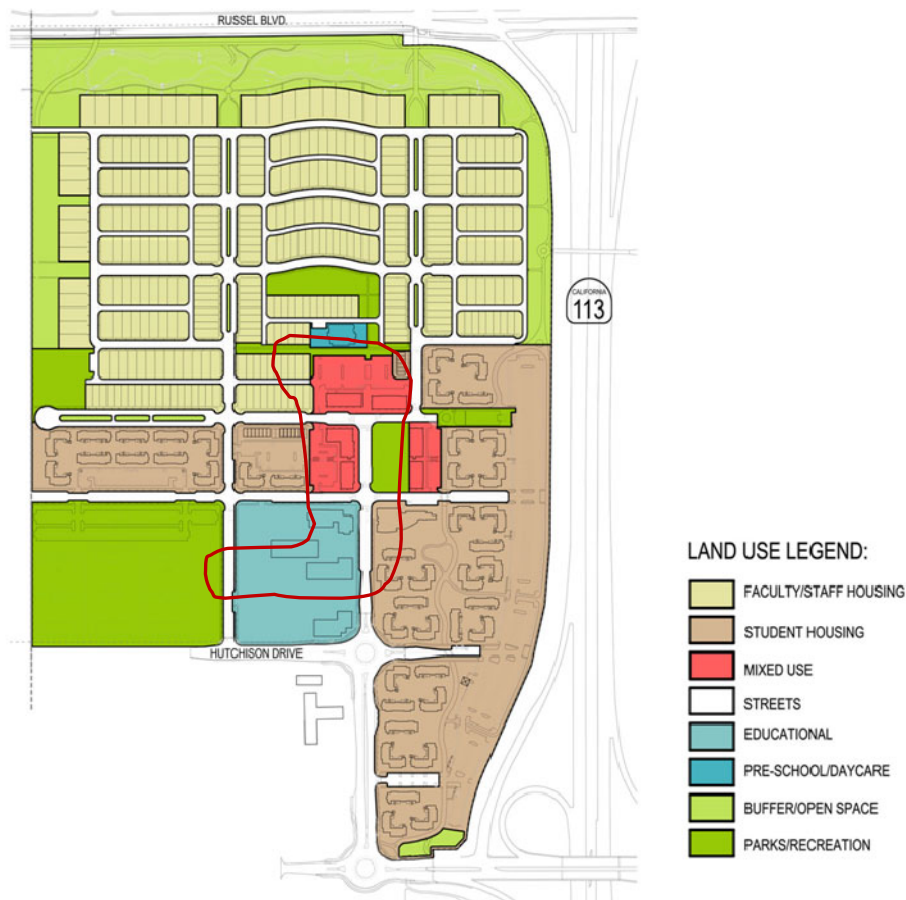 RUSSEL BLVD.
CALIFORNIA
113
HUTCHISON DRIVE
LAND USE LEGEND:
FACULTY/STAFF HOUSING
STUDENT HOUSING
MIXED USE
STREETS
EDUCATIONAL
PRE-SCHOOL/DAYCARE
BUFFER/OPEN SPACE
PARKS/RECREATION